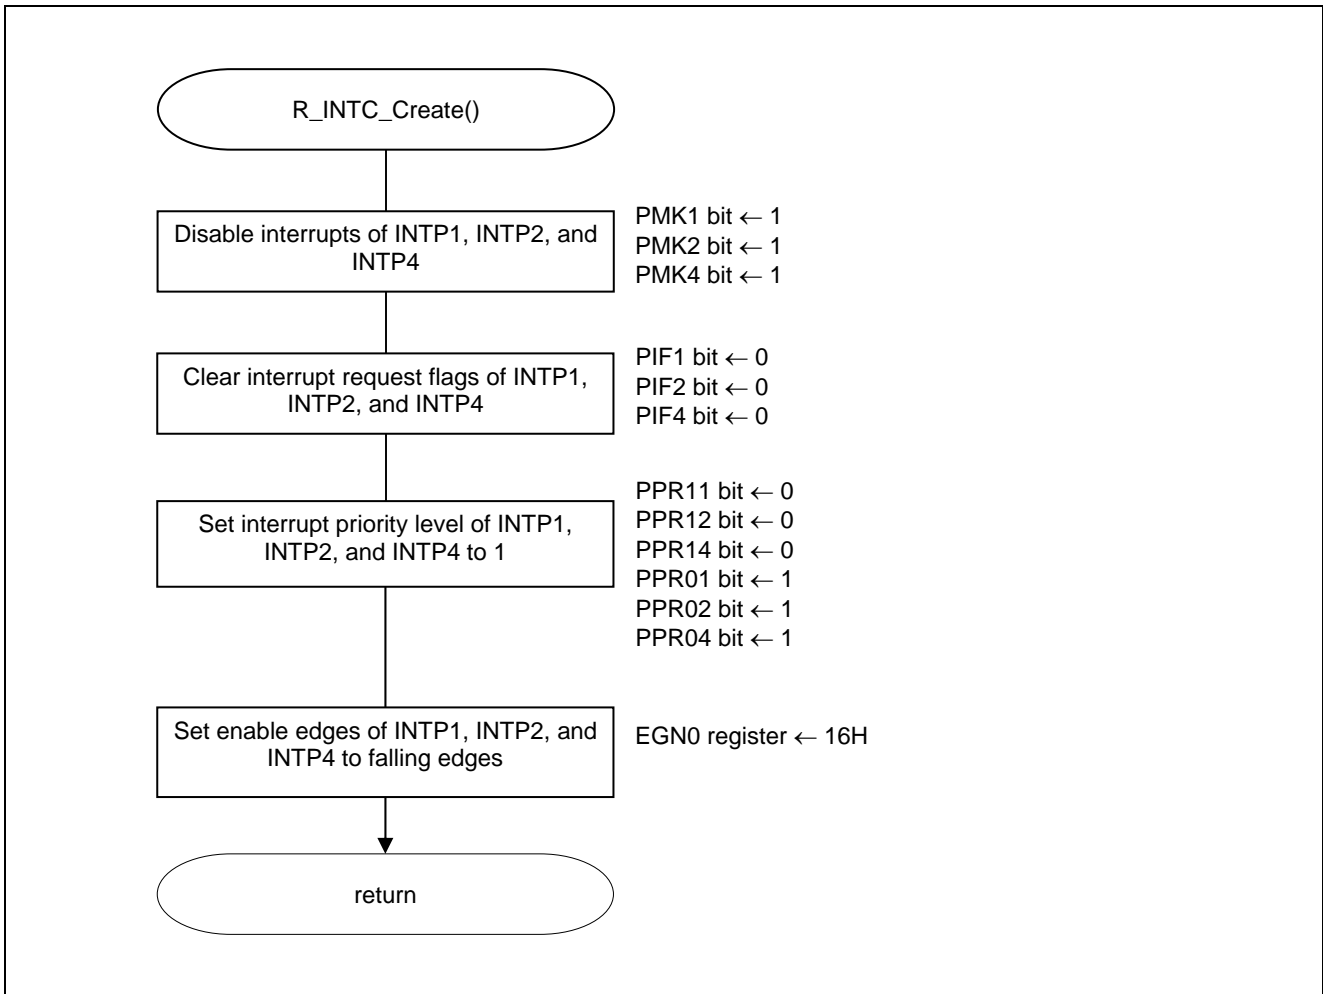 R_INTC_Create()
Disable interrupts of INTP1, INTP2, and
INTP4
PMK1 bit ← 1
PMK2 bit ← 1
PMK4 bit ← 1
Clear interrupt request flags of INTP1,
INTP2, and INTP4
PIF1 bit ← 0
PIF2 bit ← 0
PIF4 bit ← 0
Set interrupt priority level of INTP1,
INTP2, and INTP4 to 1
PPR11 bit ← 0
PPR12 bit ← 0
PPR14 bit ← 0
PPR01 bit ← 1
PPR02 bit ← 1
PPR04 bit ← 1
Set enable edges of INTP1, INTP2, and
INTP4 to falling edges
EGN0 register ← 16H
return